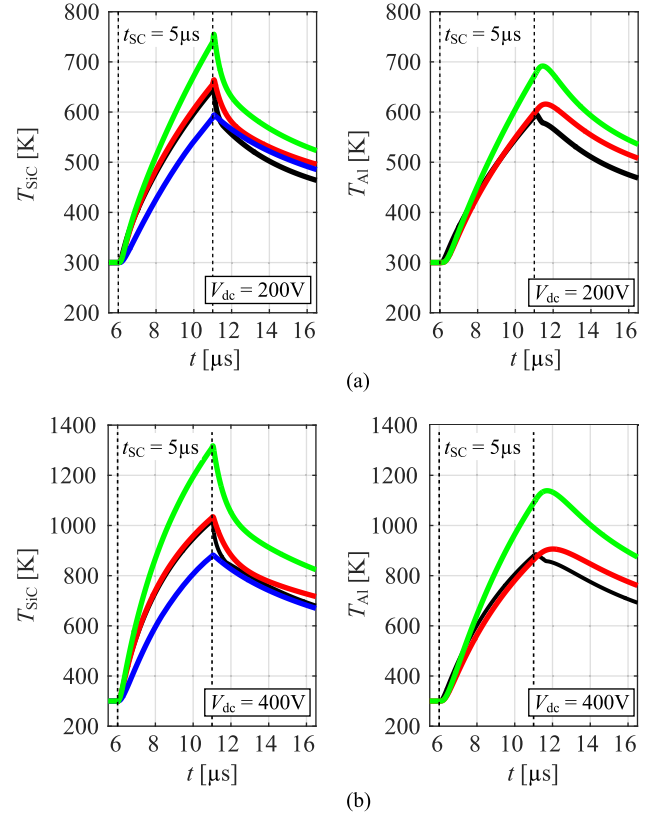 800
700
600
500
400
300
200
T_SiC [K]
t_SC = 5μs
V_dc = 200V
6 8 10 12 14 16
t [μs]
800
700
600
500
400
300
200
T_Al [K]
t_SC = 5μs
V_dc = 200V
6 8 10 12 14 16
t [μs]
(a)
1400
1200
1000
800
600
400
200
T_SiC [K]
t_SC = 5μs
V_dc = 400V
6 8 10 12 14 16
t [μs]
1400
1200
1000
800
600
400
200
T_Al [K]
t_SC = 5μs
V_dc = 400V
6 8 10 12 14 16
t [μs]
(b)